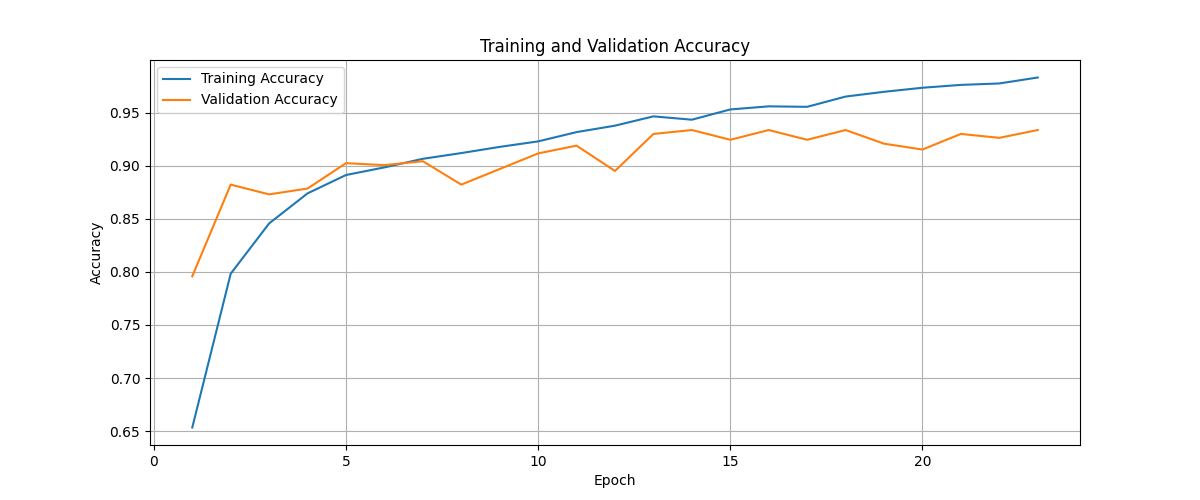 Training and Validation Accuracy
Training Accuracy
Validation Accuracy
0.95
0.90
0.85
0.80
0.75
0.70
0.65
Accuracy
0 5 10 15 20
Epoch